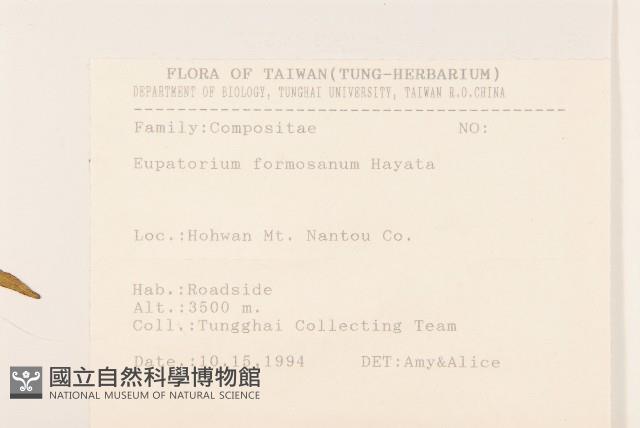 FLORA OF TAIWAN(TUNG-HERBARIUM)
DEPARTMENT OF BIOLOGY, TUNGHAI UNIVERSITY, TAIWAN R.O.CHINA
Family:Compositae NO:
Eupatorium formosanum Hayata
Loc.:Hohwan Mt. Nantou Co.
Hab.:Roadside
Alt.:3500 m.
Coll.:Tungghai Collecting Team
Date.:10.15.1994 DET:Amy&Alice
國立自然科學博物館
NATIONAL MUSEUM OF NATURAL SCIENCE